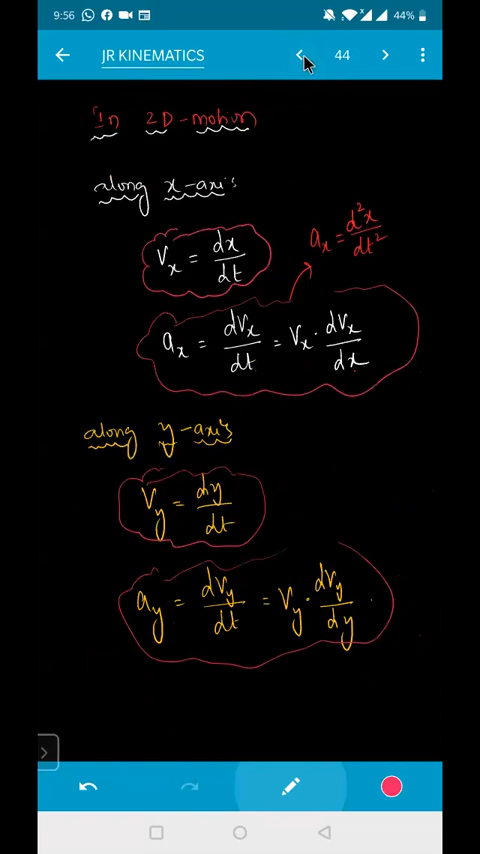 9:56 44%
JR KINEMATICS 44
In 2D-motion
along x-axis
Vx = dx/dt
ax = d²x/dt²
ax = dVx/dt = Vx · dVx/dx
along y-axis
Vy = dy/dt
ay = dVy/dt = Vy · dVy/dy